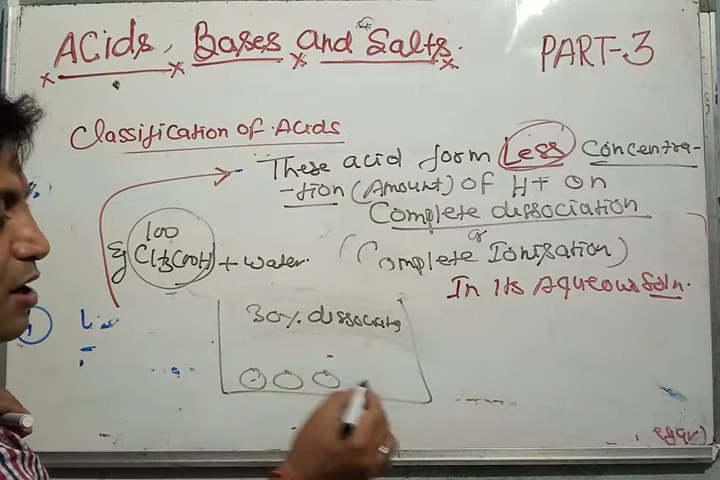 Acids, Bases and Salts.
PART-3
Classification of Acids
These acid form Less Concentra-
-tion (Amount) of H+ on
Complete dissociation
or
(Complete Ionisation)
In Its Aqueous Soln.
100
eg CH3COOH + water.
30% dissociate